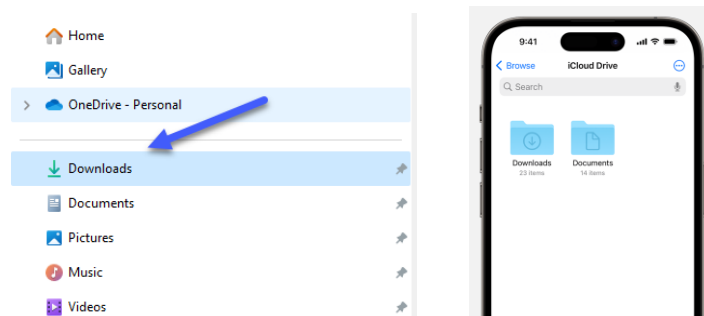 Home
Gallery
OneDrive - Personal
Downloads
Documents
Pictures
Music
Videos
9:41
Browse iCloud Drive
Search
Downloads Documents
23 items 14 items